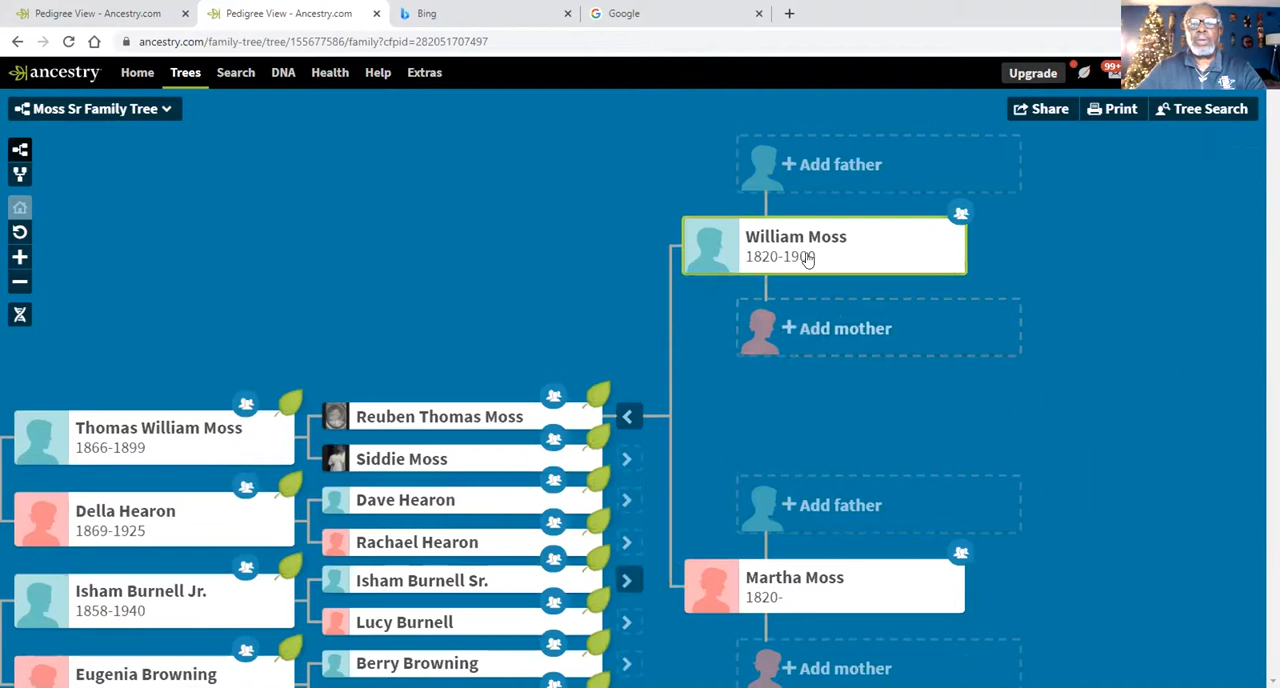 Pedigree View - Ancestry.com
Pedigree View - Ancestry.com
Bing
Google
ancestry.com/family-tree/tree/155677586/family?cfpid=282051707497
ancestry Home Trees Search DNA Health Help Extras Upgrade 99+
Moss Sr Family Tree Share Print Tree Search
+ Add father
William Moss
+ Add mother
Thomas William Moss
1866-1899
Della Hearon
1869-1925
Isham Burnell Jr.
1858-1940
Eugenia Browning
Reuben Thomas Moss
Siddie Moss
Dave Hearon
Rachael Hearon
Isham Burnell Sr.
Lucy Burnell
Berry Browning
+ Add father
Martha Moss
1820-
+ Add mother